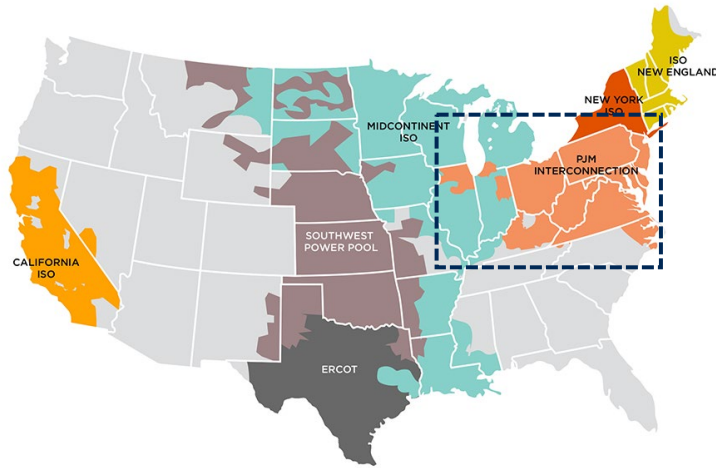 ISO
NEW ENGLAND
NEW YORK
ISO
MIDCONTINENT
ISO
PJM
INTERCONNECTION
SOUTHWEST
POWER POOL
CALIFORNIA
ISO
ERCOT